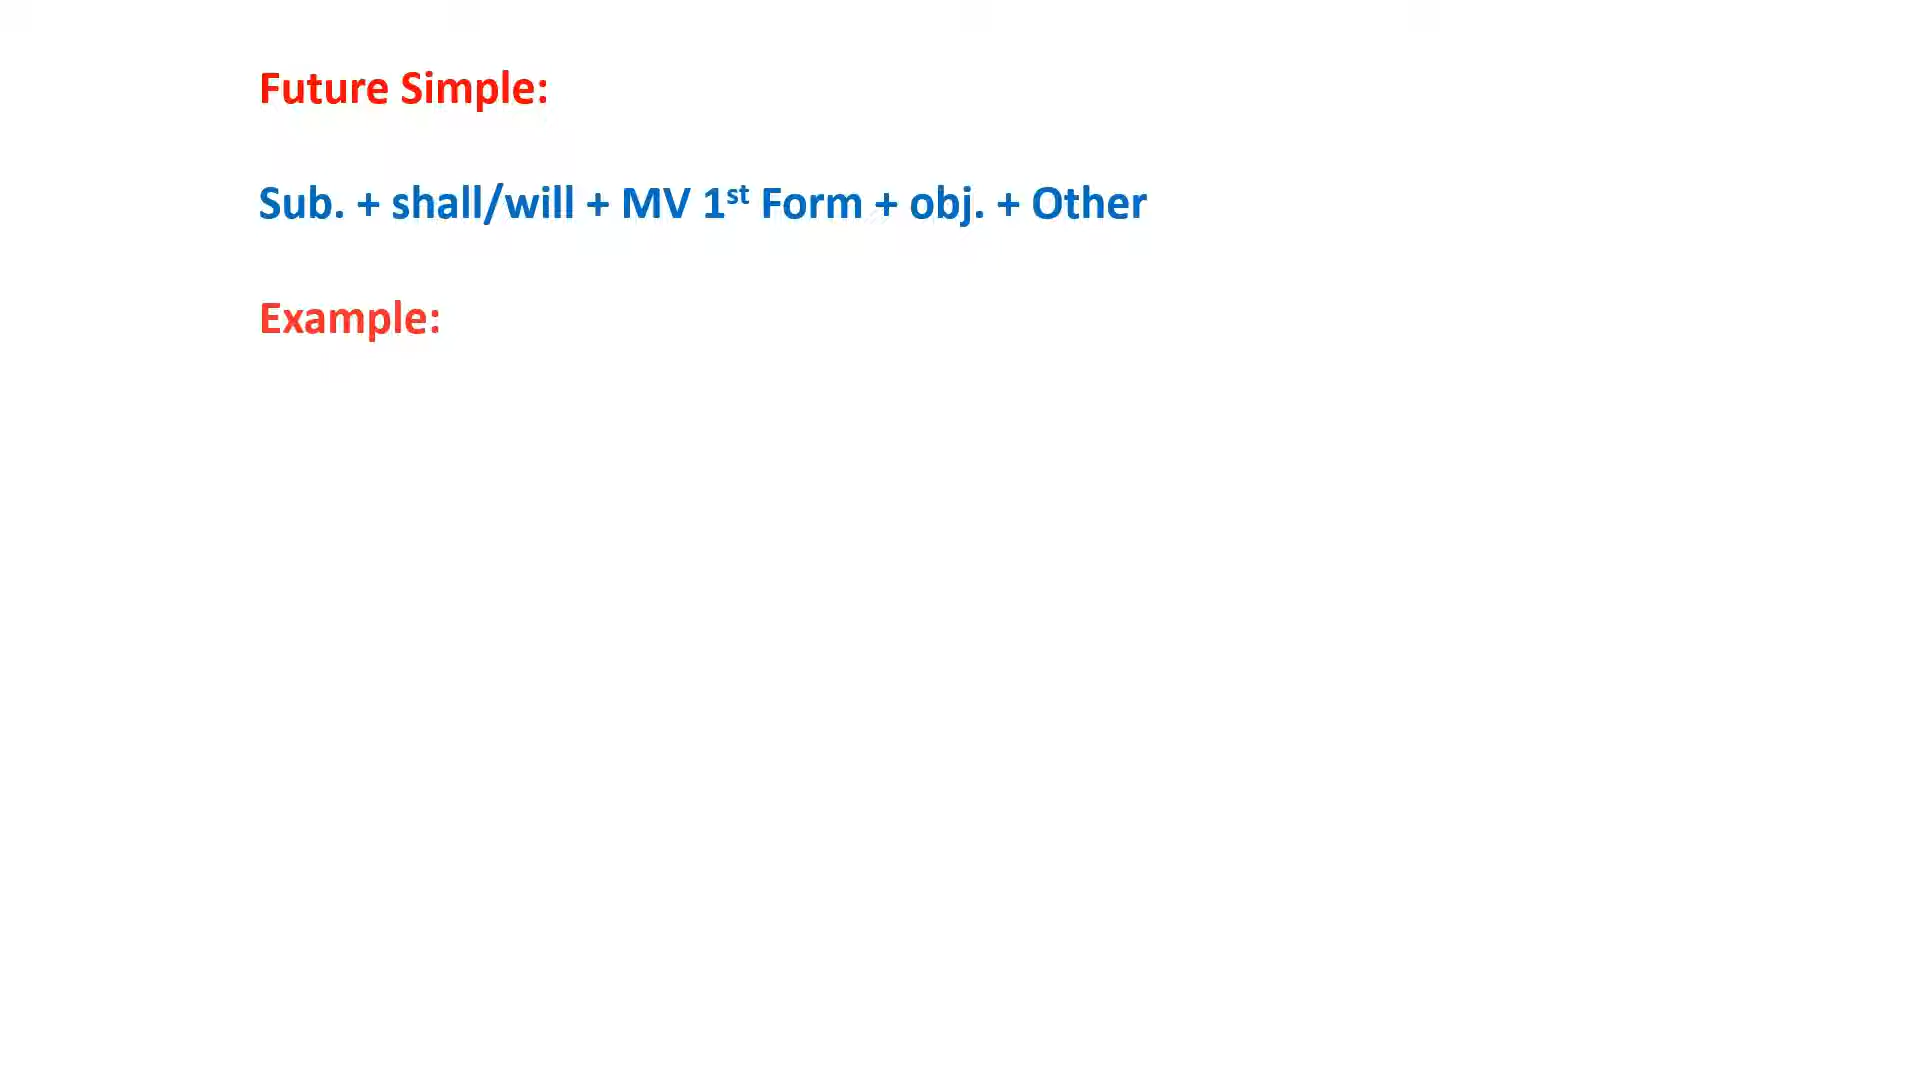 Future Simple:
Sub. + shall/will + MV 1st Form + obj. + Other
Example: